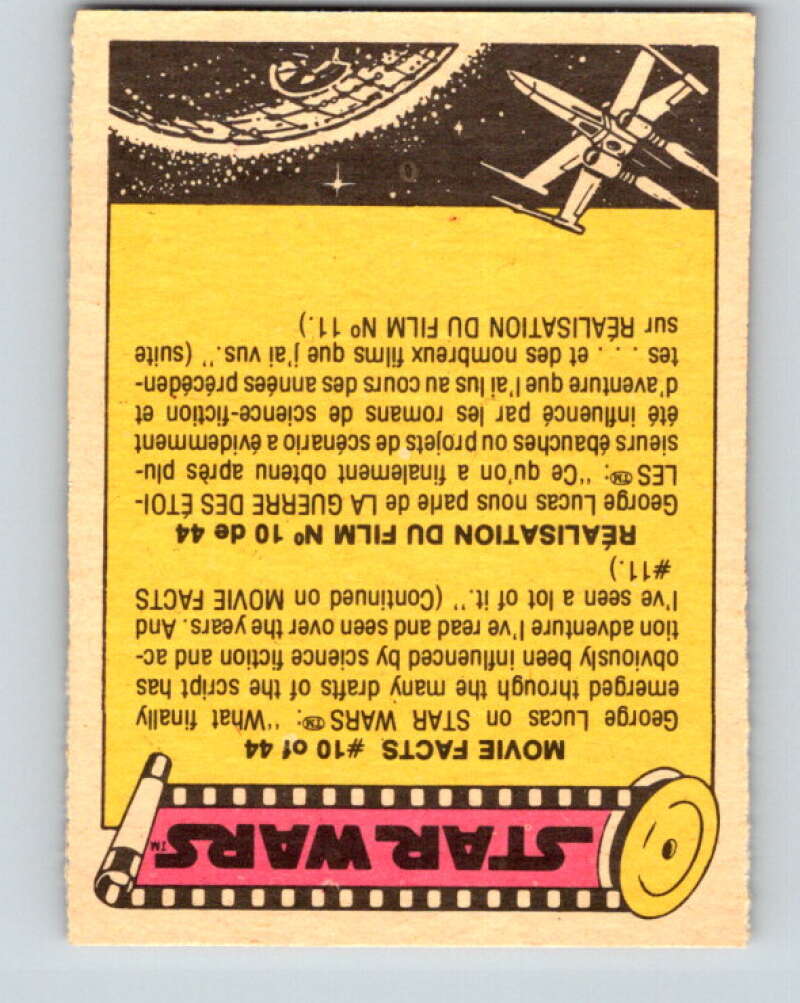 STAR WARS™
MOVIE FACTS #10 of 44
George Lucas on STAR WARS™: "What finally
emerged through the many drafts of the script has
obviously been influenced by science fiction and ac-
tion adventure I've read and seen over the years. And
I've seen a lot of it." (Continued on MOVIE FACTS
#11.)
RÉALISATION DU FILM Nº 10 de 44
George Lucas nous parle de LA GUERRE DES ÉTOI-
LES™: "Ce qu'on a finalement obtenu après plu-
sieurs ébauches ou projets de scénario a évidemment
été influencé par les romans de science-fiction et
d'aventure que j'ai lus au cours des années précéden-
tes . . . et des nombreux films que j'ai vus." (suite
sur RÉALISATION DU FILM Nº 11.)